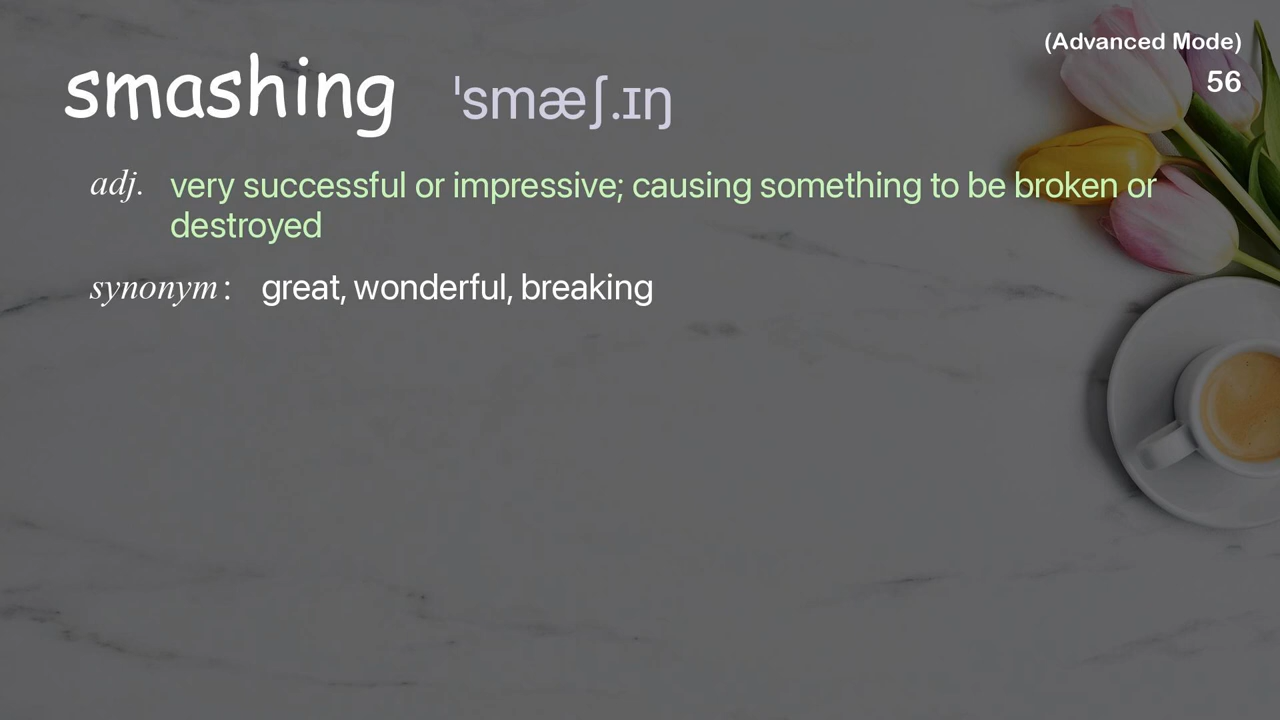 (Advanced Mode)
56
smashing ˈsmæʃ.ɪŋ
adj. very successful or impressive; causing something to be broken or
destroyed
synonym: great, wonderful, breaking